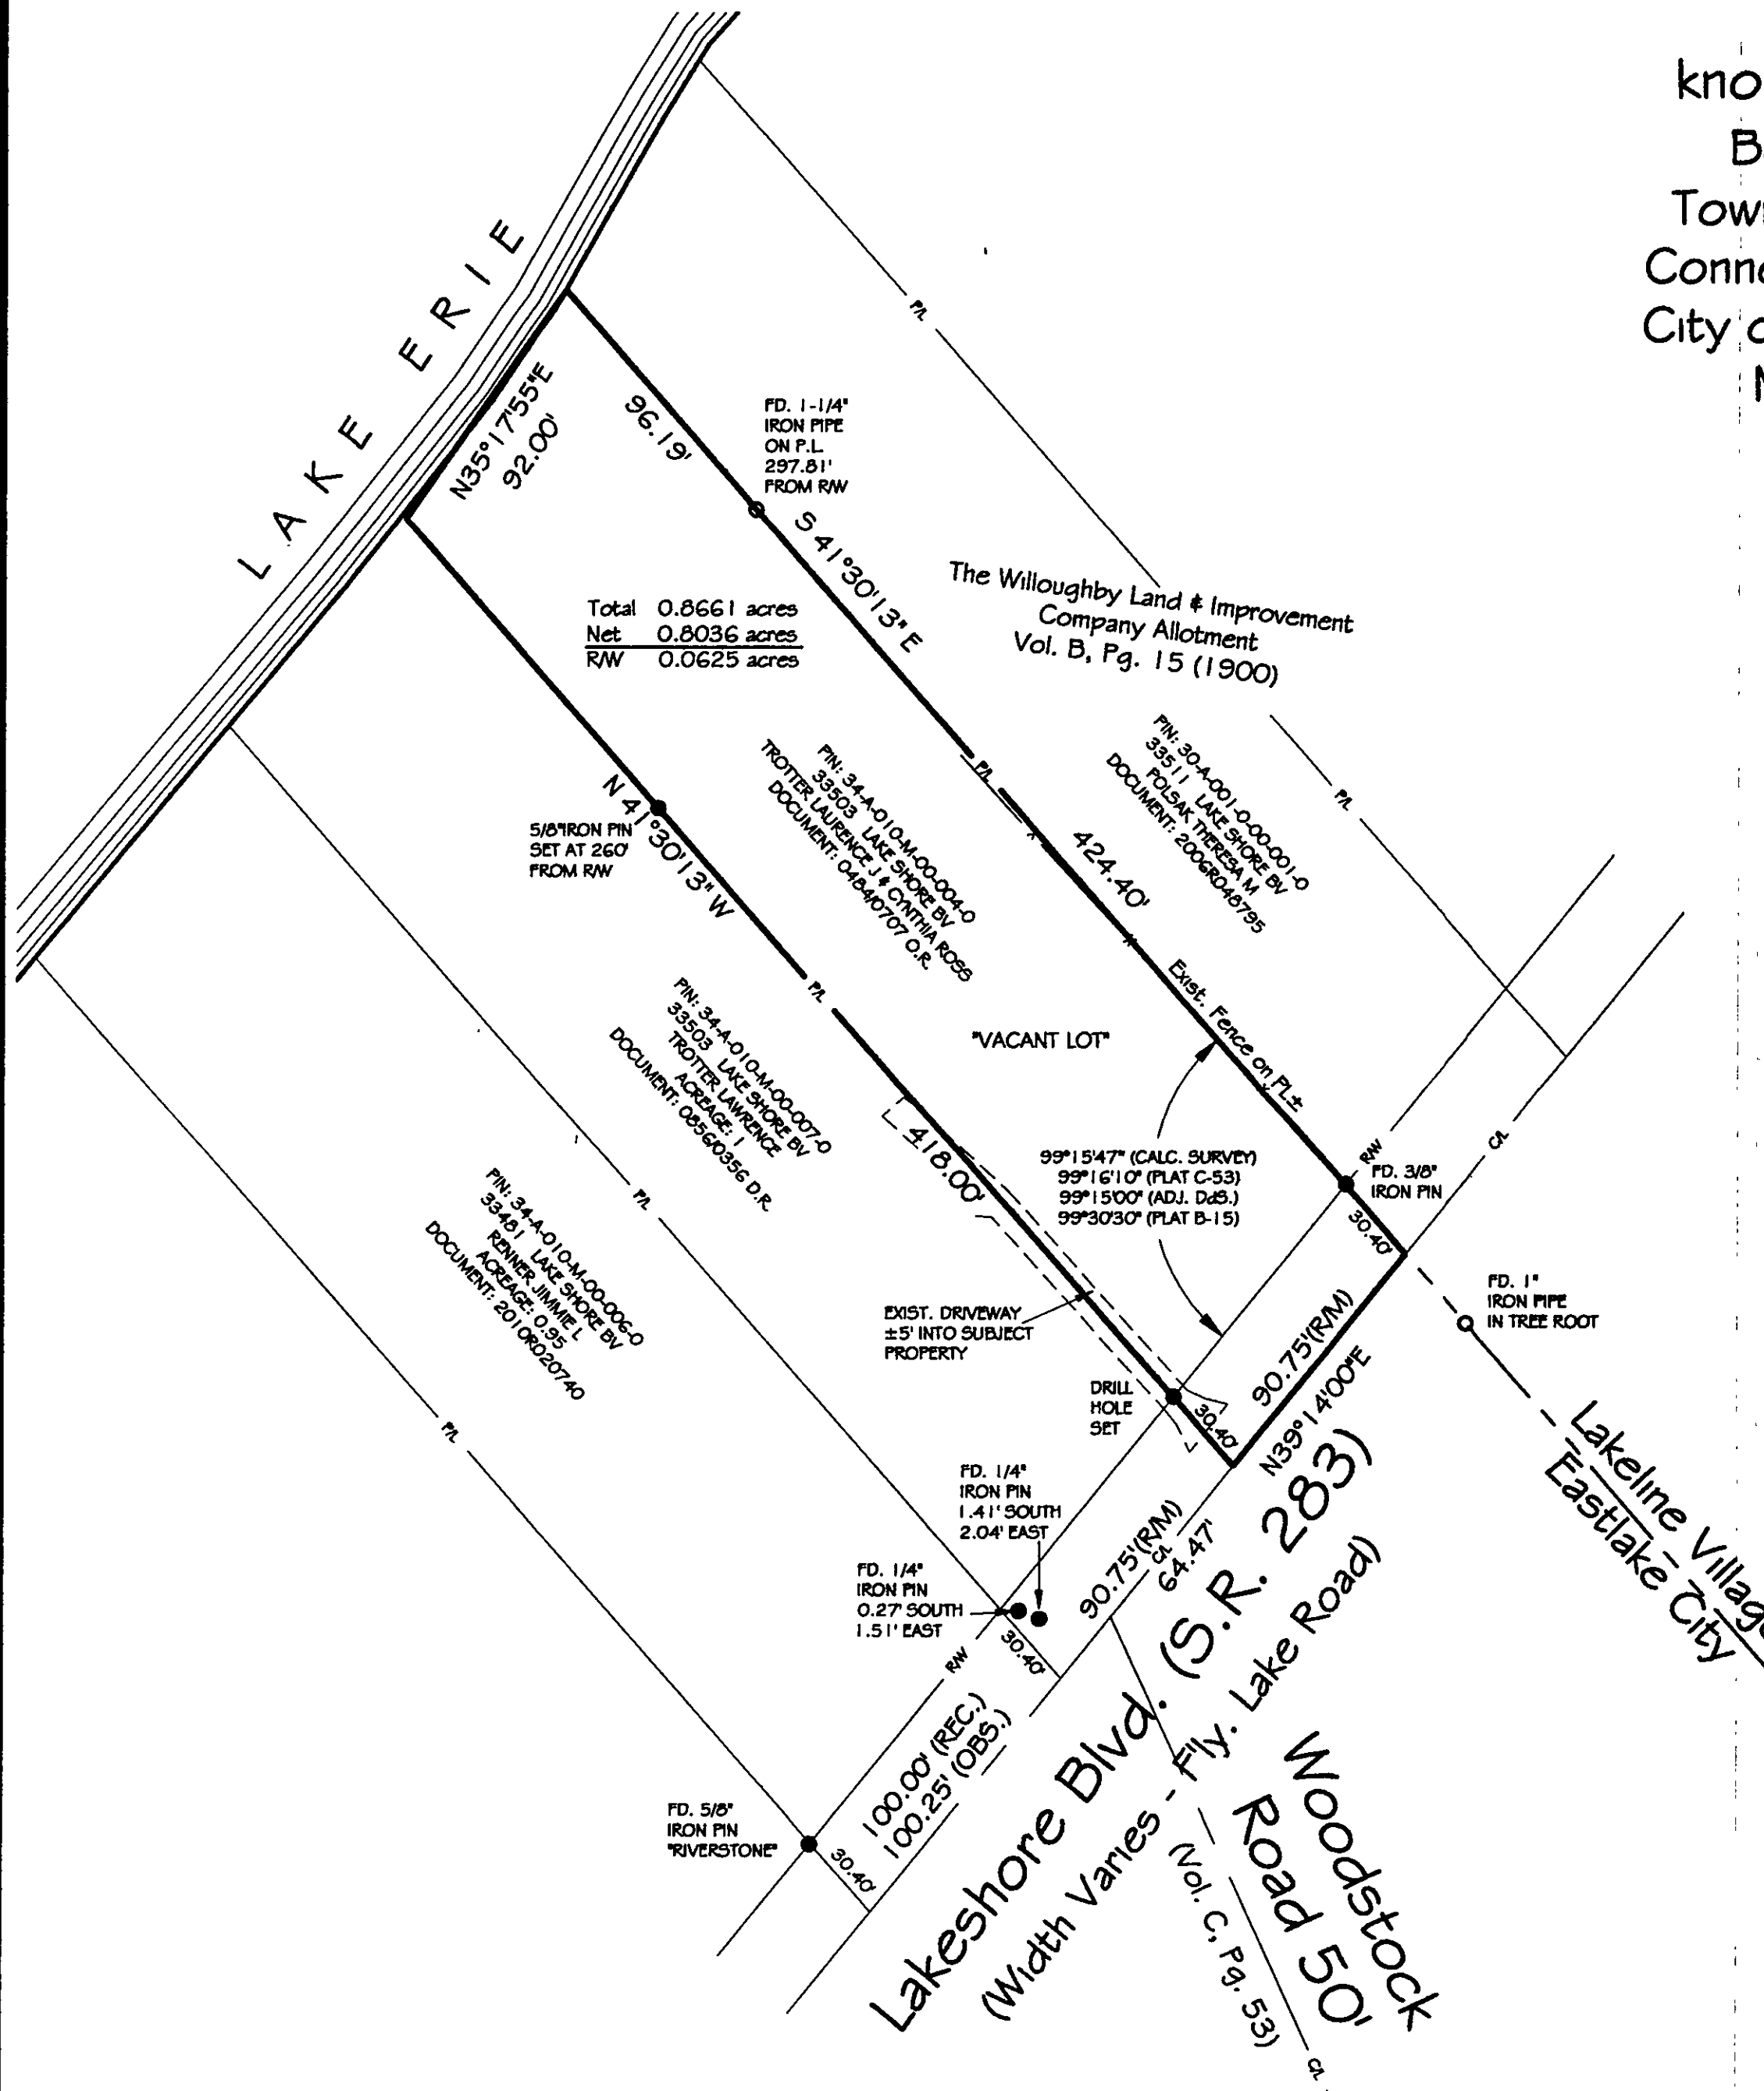 kno
B
Town
Conne
City o
LAKE ERIE
N35°17'55"E
92.00'
96.19'
FD. 1-1/4"
IRON PIPE
ON P.L.
297.81'
FROM R/W
P/L
S 41°30'13" E
The Willoughby Land & Improvement
Company Allotment
Vol. B, Pg. 15 (1900)
Total 0.8661 acres
Net 0.8036 acres
R/W 0.0625 acres
N 41°30'13" W
5/8"IRON PIN
SET AT 260'
FROM R/W
PIN: 34-A-010-M-00-004-0
33503 LAKE SHORE BV
TROTTER LAURENCE J & CYNTHIA ROSS
DOCUMENT: 0484/0707 O.R.
P/L
PIN: 30-A-001-0-00-001-0
33511 LAKE SHORE BV
POLSAK THERESA M
DOCUMENT: 2006R048795
P/L
424.40'
P/L
PIN: 34-A-010-M-00-007-0
33503 LAKE SHORE BV
TROTTER LAWRENCE
ACREAGE: 1
DOCUMENT: 0856/0356 D.R.
"VACANT LOT"
Exist. Fence on PL±
418.00'
99°15'47" (CALC. SURVEY)
99°16'10" (PLAT C-53)
99°15'00" (ADJ. DdS.)
99°30'30" (PLAT B-15)
R/W
C/L
FD. 3/8"
IRON PIN
30.40'
P/L
PIN: 34-A-010-M-00-006-0
33481 LAKE SHORE BV
RENNER JIMMIE L
ACREAGE: 0.95
DOCUMENT: 2010R020740
P/L
EXIST. DRIVEWAY
±5' INTO SUBJECT
PROPERTY
FD. 1"
IRON PIPE
IN TREE ROOT
90.75'(R/M)
N39°14'00"E
DRILL
HOLE
SET
30.40'
Lakeline Village
Eastlake City
FD. 1/4"
IRON PIN
1.41' SOUTH
2.04' EAST
90.75'(R/M)
C/L
64.47'
FD. 1/4"
IRON PIN
0.27' SOUTH
1.51' EAST
30.40'
R/W
100.00' (REC.)
100.25' (OBS.)
FD. 5/8"
IRON PIN
"RIVERSTONE"
30.40'
Lakeshore Blvd. (S.R. 283)
(Width Varies - F'ly. Lake Road)
Woodstock
Road 50'
(Vol. C, Pg. 53)
C/L